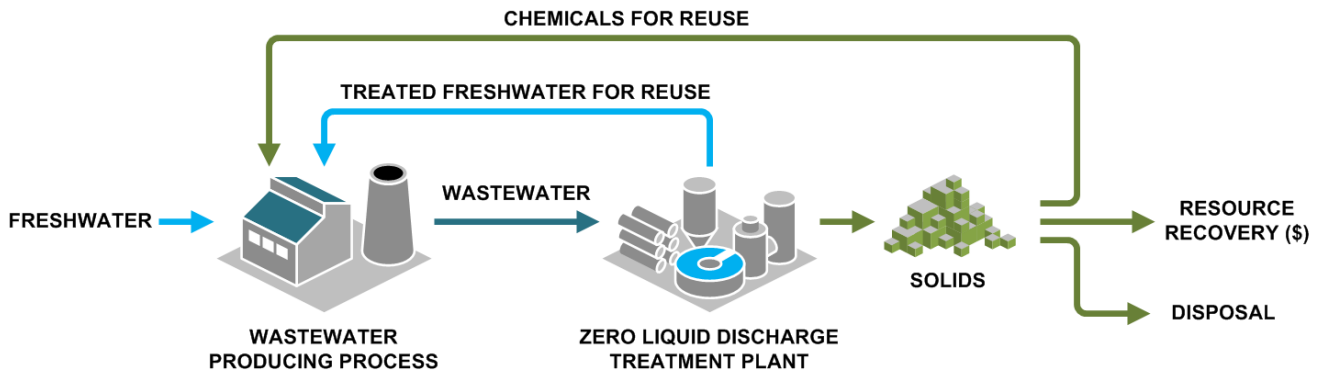 CHEMICALS FOR REUSE
TREATED FRESHWATER FOR REUSE
FRESHWATER
WASTEWATER
RESOURCE
RECOVERY ($)
SOLIDS
DISPOSAL
WASTEWATER
PRODUCING PROCESS
ZERO LIQUID DISCHARGE
TREATMENT PLANT